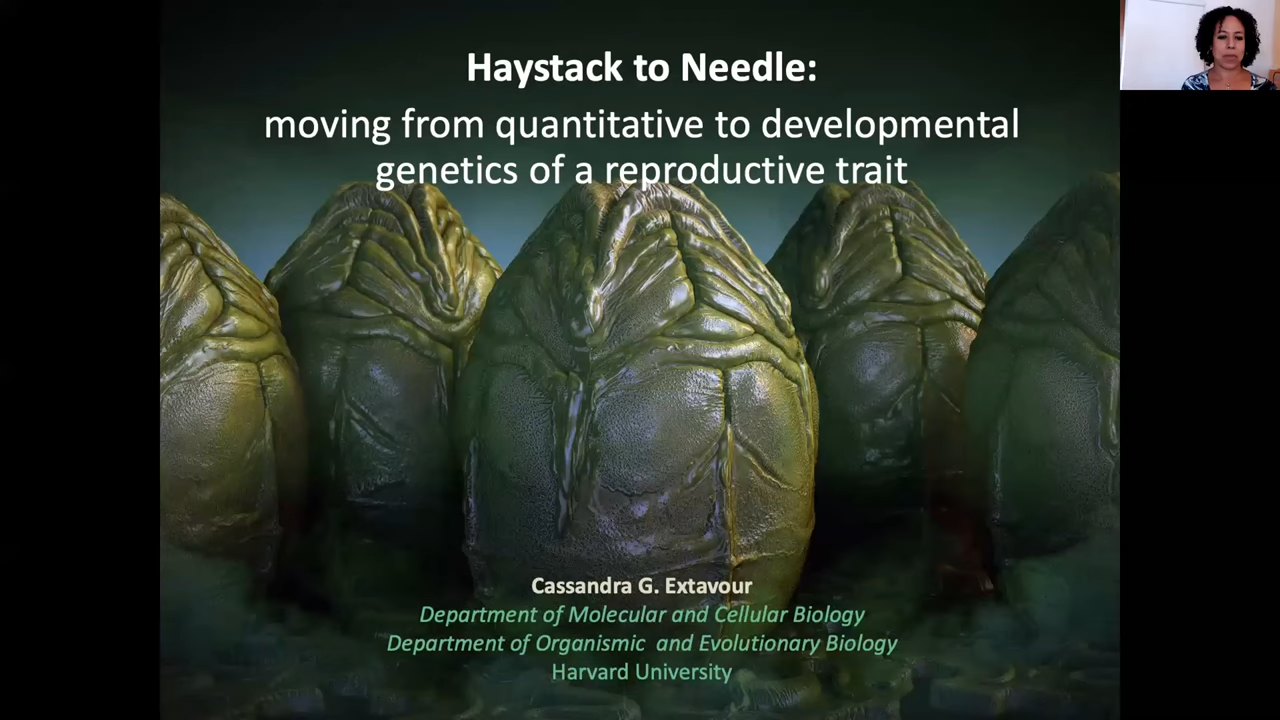 Haystack to Needle:
moving from quantitative to developmental
genetics of a reproductive trait
Cassandra G. Extavour
Department of Molecular and Cellular Biology
Department of Organismic and Evolutionary Biology
Harvard University